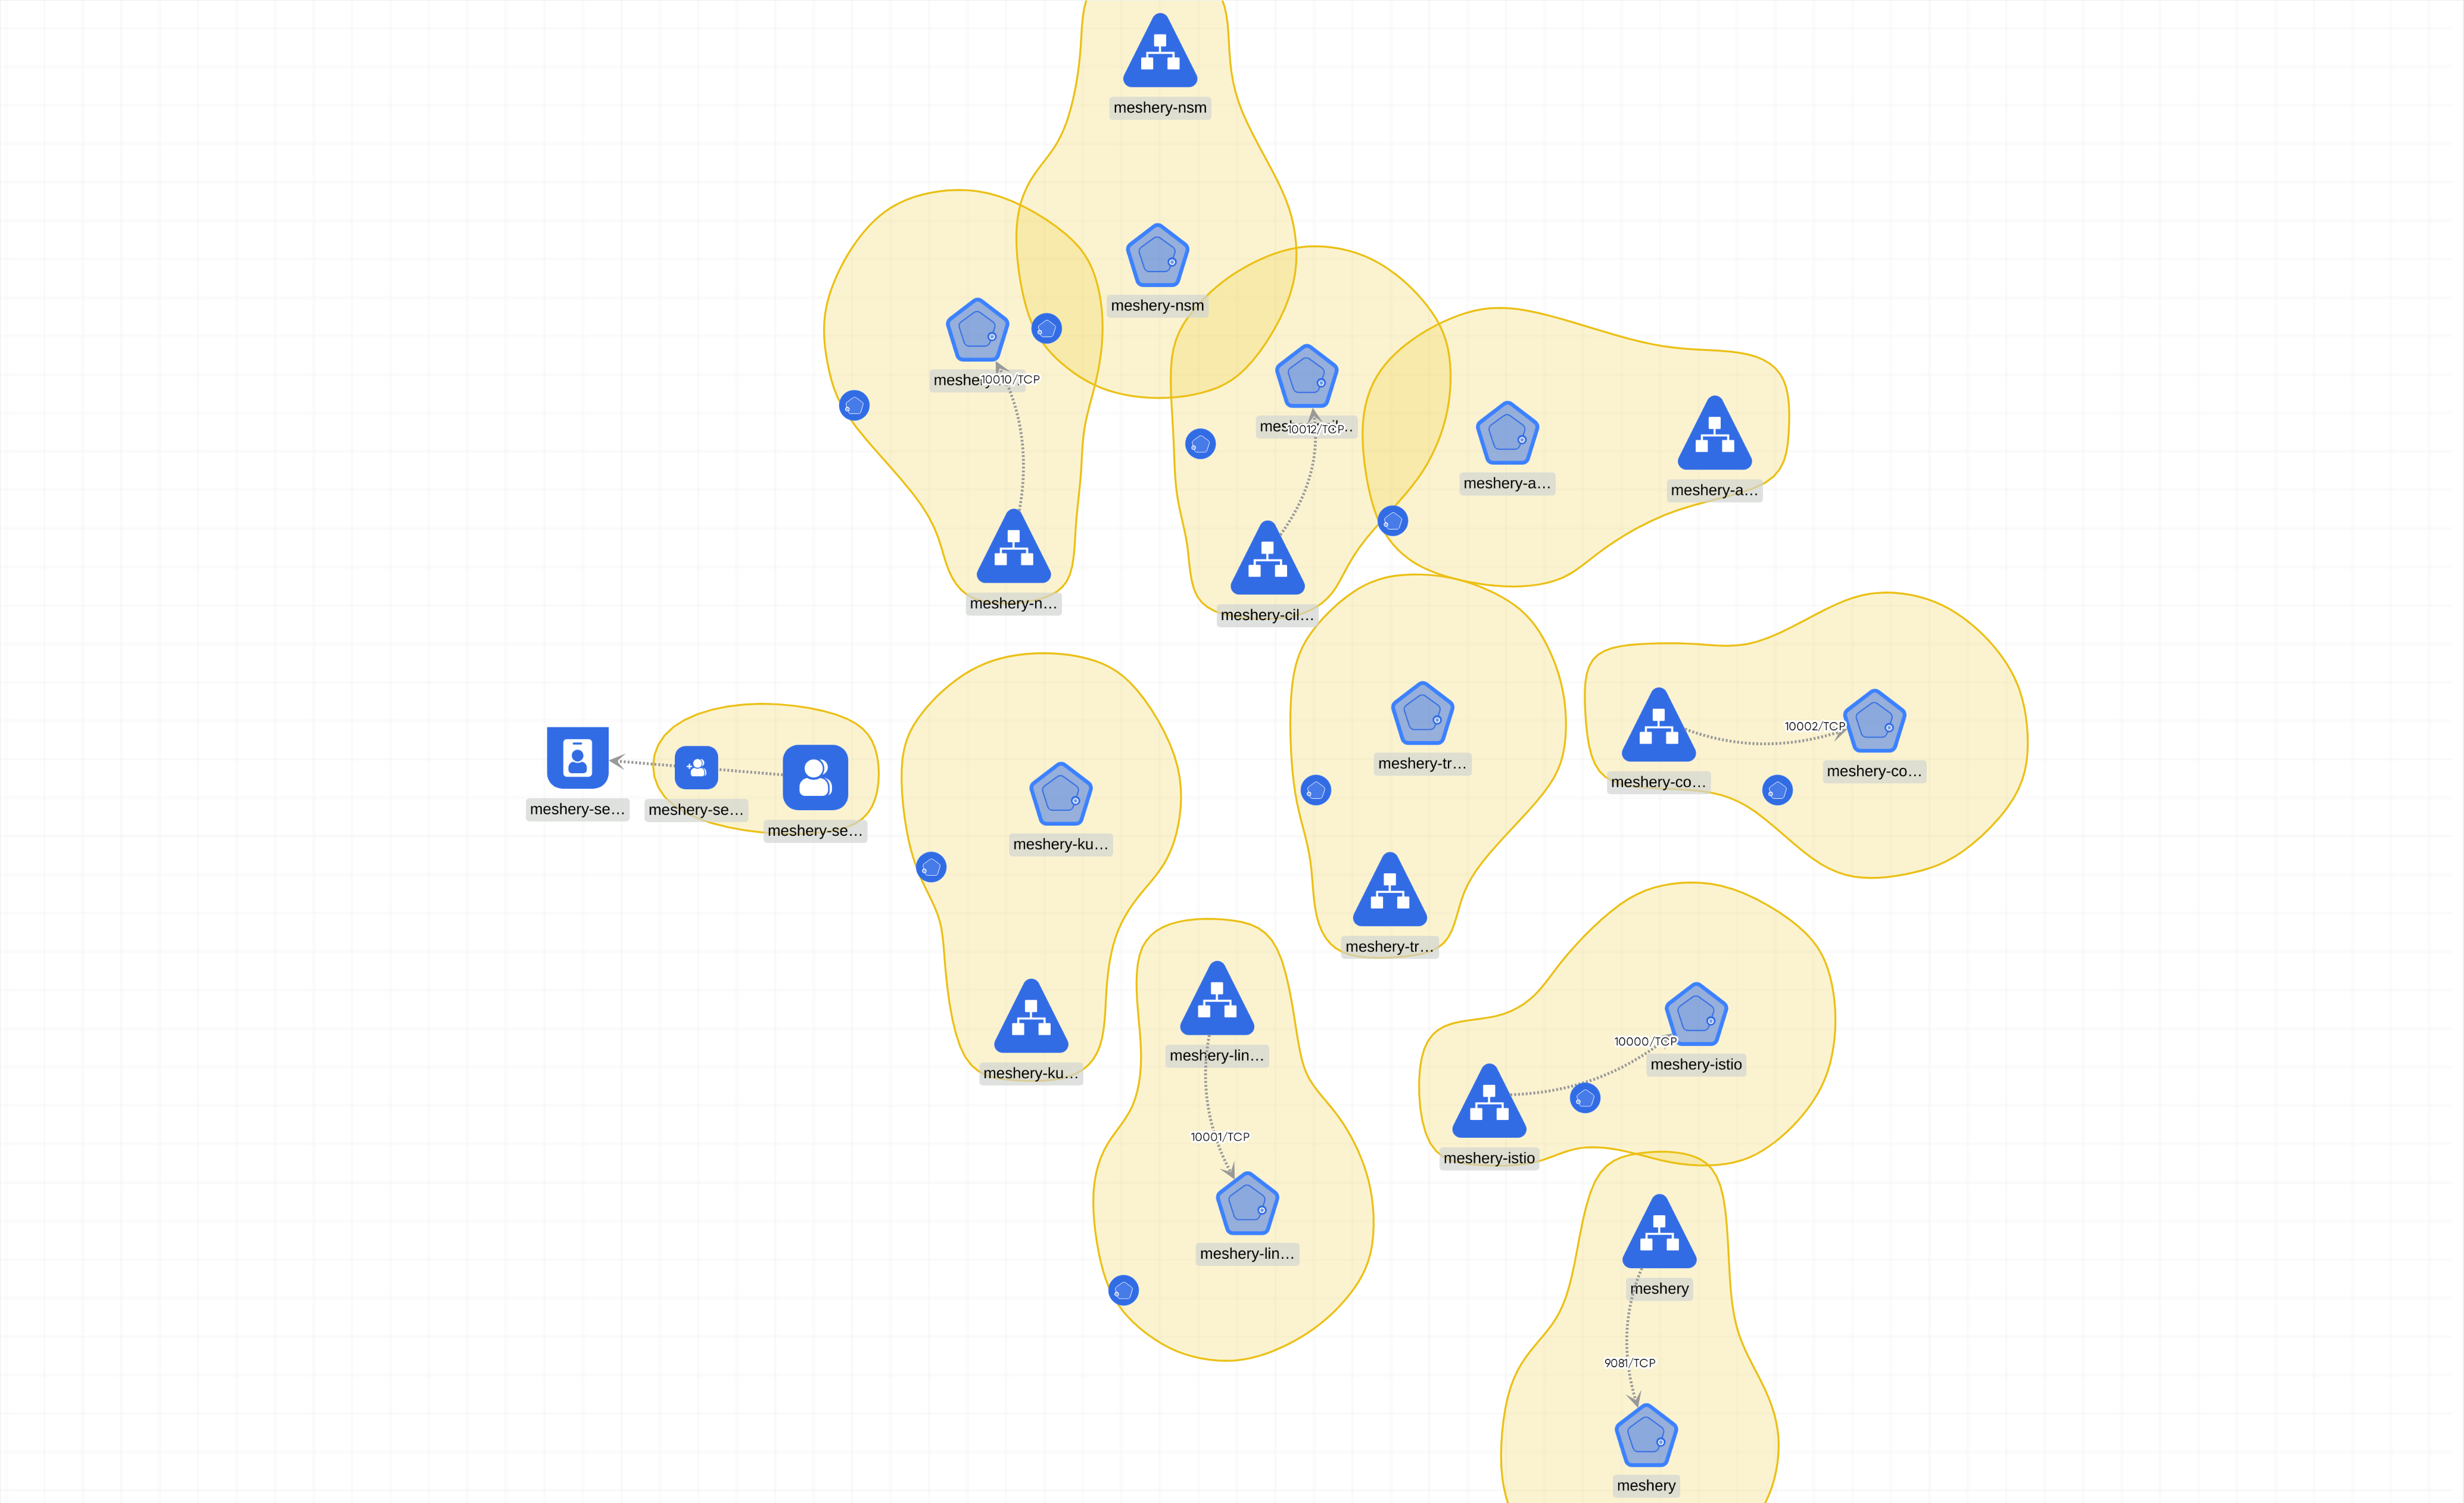 meshery-nsm
meshery-nsm
10010/TCP
10012/TCP
meshery-a…
meshery-a…
meshery-n…
meshery-cil…
meshery-se…
meshery-se…
meshery-se…
meshery-ku…
meshery-tr…
10002/TCP
meshery-co…
meshery-co…
meshery-tr…
meshery-ku…
meshery-lin…
10001/TCP
meshery-lin…
10000/TCP
meshery-istio
meshery-istio
meshery
9081/TCP
meshery